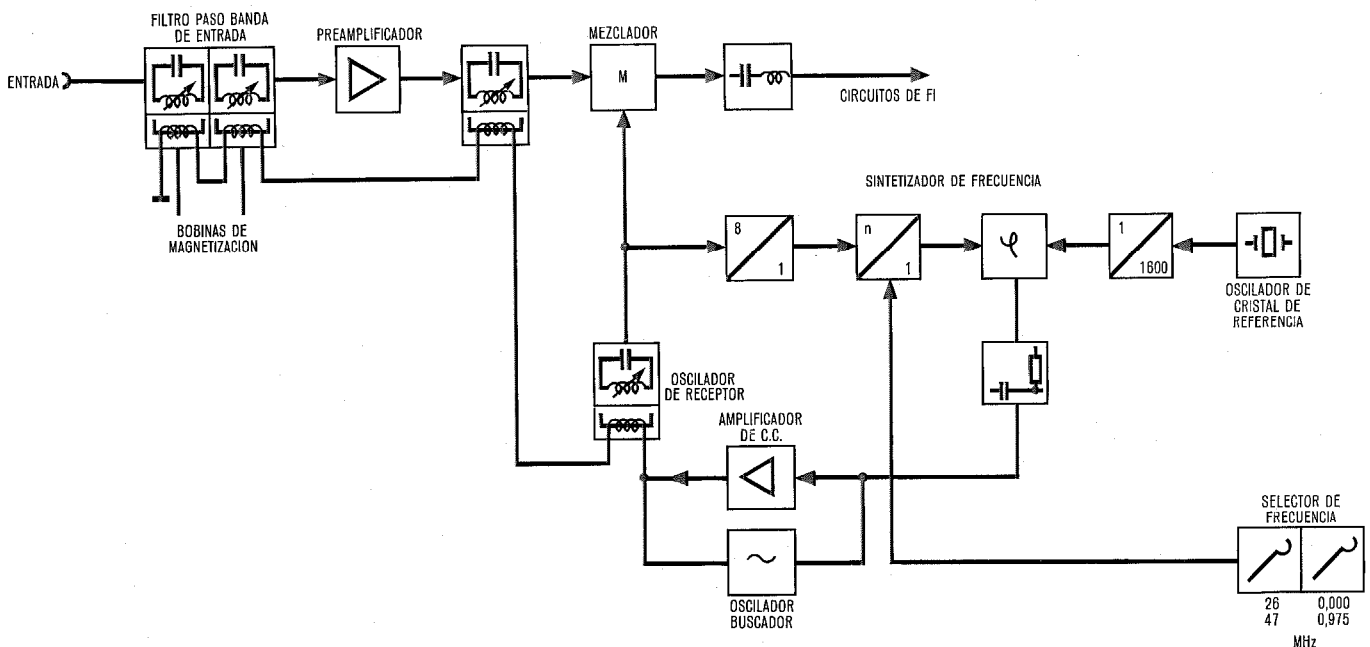 FILTRO PASO BANDA
DE ENTRADA
PREAMPLIFICADOR
MEZCLADOR
ENTRADA
M
CIRCUITOS DE FI
BOBINAS DE
MAGNETIZACION
SINTETIZADOR DE FRECUENCIA
8
1
n
1
φ
1
1600
OSCILADOR DE
CRISTAL DE
REFERENCIA
OSCILADOR
DE RECEPTOR
AMPLIFICADOR
DE C.C.
OSCILADOR
BUSCADOR
SELECTOR DE
FRECUENCIA
26 0,000
47 0,975
MHz